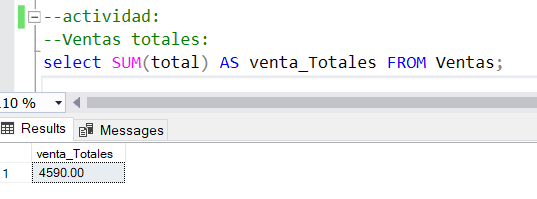 --actividad:
--Ventas totales:
select SUM(total) AS venta_Totales FROM Ventas;
.10 %
Results Messages
venta_Totales
1 4590.00